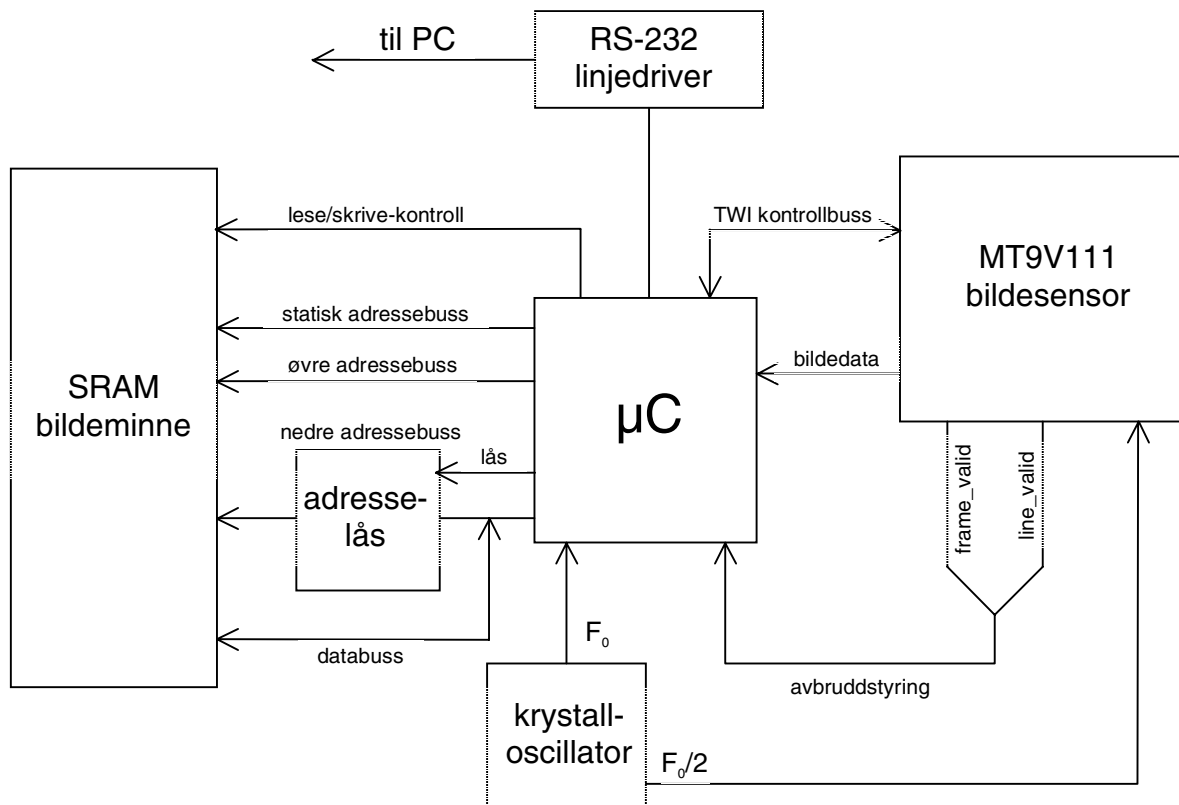 til PC
RS-232
linjedriver
lese/skrive-kontroll
TWI kontrollbuss
MT9V111
bildesensor
statisk adressebuss
øvre adressebuss
bildedata
SRAM
bildeminne
µC
nedre adressebuss
lås
adresse-
lås
frame_valid
line_valid
databuss
F₀
avbruddstyring
krystall-
oscillator
F₀/2